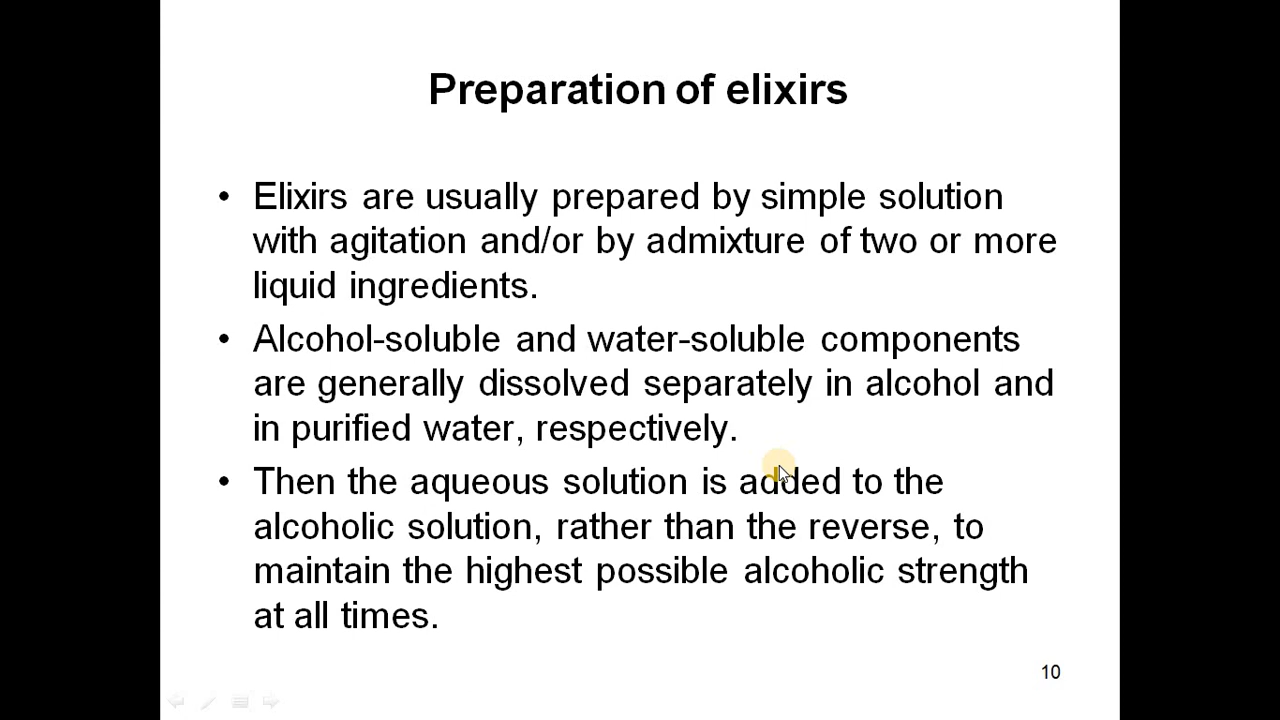 Preparation of elixirs
• Elixirs are usually prepared by simple solution
with agitation and/or by admixture of two or more
liquid ingredients.
• Alcohol-soluble and water-soluble components
are generally dissolved separately in alcohol and
in purified water, respectively.
• Then the aqueous solution is added to the
alcoholic solution, rather than the reverse, to
maintain the highest possible alcoholic strength
at all times.
10